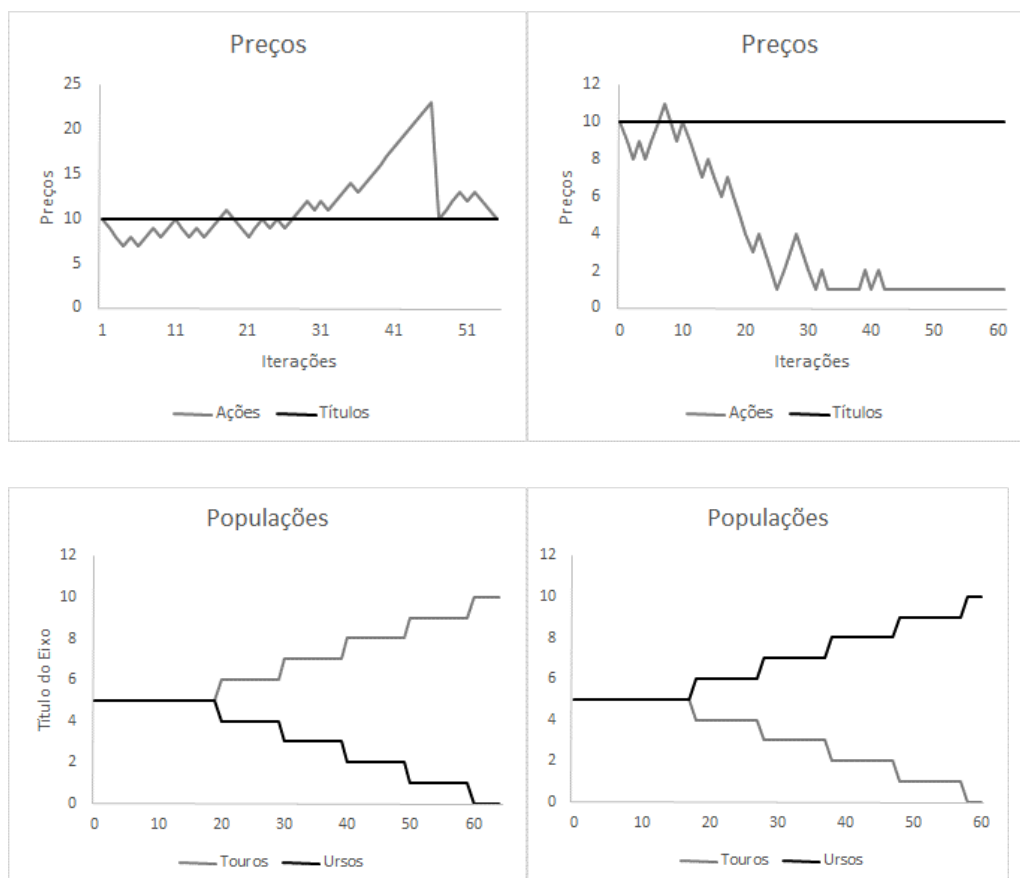 Preços
25
20
15
10
5
0
Preços
1 11 21 31 41 51
Iterações
Ações Títulos
Preços
12
10
8
6
4
2
0
Preços
0 10 20 30 40 50 60
Iterações
Ações Títulos
Populações
12
10
8
6
4
2
0
Título do Eixo
0 10 20 30 40 50 60
Touros Ursos
Populações
12
10
8
6
4
2
0
0 10 20 30 40 50 60
Touros Ursos